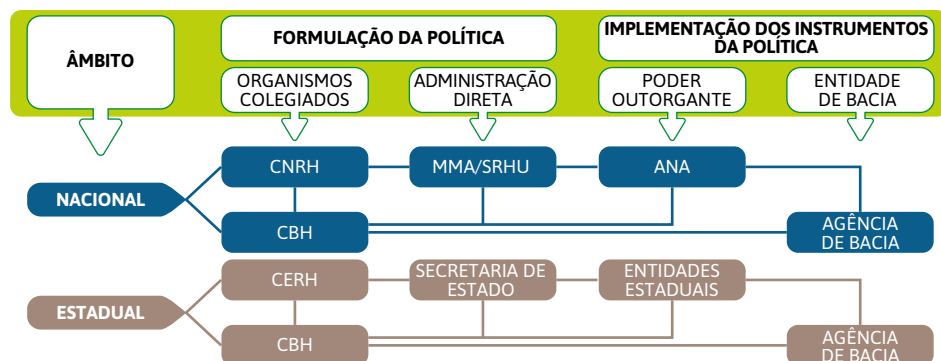 ÂMBITO
FORMULAÇÃO DA POLÍTICA
IMPLEMENTAÇÃO DOS INSTRUMENTOS
DA POLÍTICA
ORGANISMOS
COLEGIADOS
ADMINISTRAÇÃO
DIRETA
PODER
OUTORGANTE
ENTIDADE
DE BACIA
NACIONAL
CNRH
MMA/SRHU
ANA
CBH
AGÊNCIA
DE BACIA
ESTADUAL
CERH
SECRETARIA DE
ESTADO
ENTIDADES
ESTADUAIS
CBH
AGÊNCIA
DE BACIA